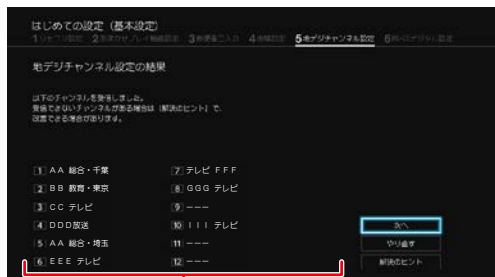 はじめての設定（基本設定）
5地デジチャンネル設定
地デジチャンネル設定の結果
以下のチャンネルを受信しました。
受信できないチャンネルがある場合は「解決のヒント」で、
改善できる場合があります。
1 AA 総合・千葉
2 BB 教育・東京
3 CC テレビ
4 DDD放送
5 AA 総合・埼玉
6 EEE テレビ
7 テレビ FFF
8 GGG テレビ
9 ---
10 III テレビ
11 ---
12 ---
次へ
やり直す
解決のヒント